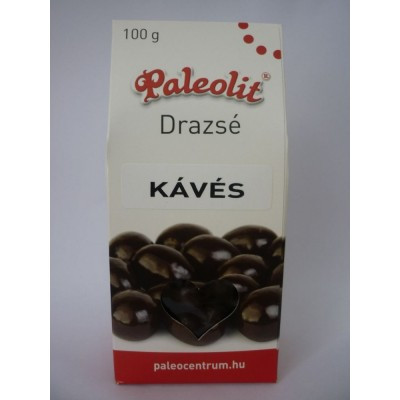 100 g
Paleolit®
Drazsé
KÁVÉS
paleocentrum.hu